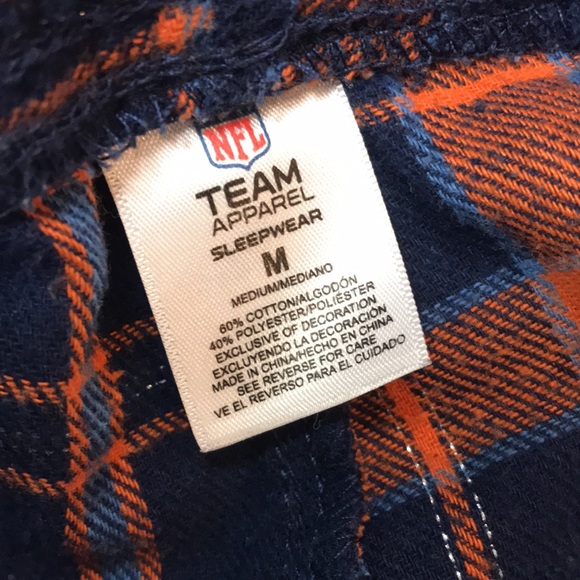 NFL
TEAM
APPAREL
SLEEPWEAR
M
MEDIUM/MEDIANO
60% COTTON/ALGODÓN
40% POLYESTER/POLIÉSTER
EXCLUSIVE OF DECORATION
EXCLUYENDO LA DECORACIÓN
MADE IN CHINA/HECHO EN CHINA
SEE REVERSE FOR CARE
VE EL REVERSO PARA EL CUIDADO